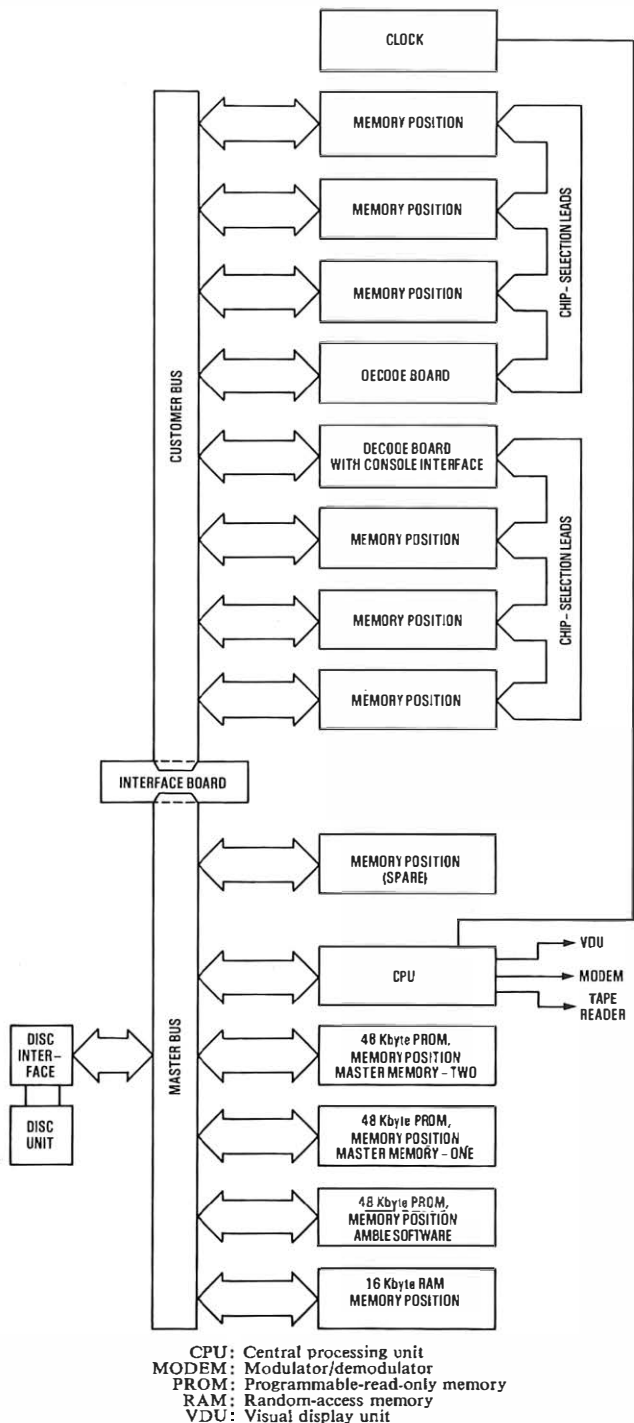 CLOCK
MEMORY POSITION
MEMORY POSITION
MEMORY POSITION
DECODE BOARD
CHIP-SELECTION LEADS
CUSTOMER BUS
DECODE BOARD
WITH CONSOLE INTERFACE
MEMORY POSITION
MEMORY POSITION
MEMORY POSITION
CHIP-SELECTION LEADS
INTERFACE BOARD
MEMORY POSITION
(SPARE)
CPU
VDU
MODEM
TAPE
READER
MASTER BUS
DISC
INTER-
FACE
DISC
UNIT
48 Kbyte PROM,
MEMORY POSITION
MASTER MEMORY - TWO
48 Kbyte PROM,
MEMORY POSITION
MASTER MEMORY - ONE
48 Kbyte PROM,
MEMORY POSITION
AMBLE SOFTWARE
16 Kbyte RAM
MEMORY POSITION
CPU: Central processing unit
MODEM: Modulator/demodulator
PROM: Programmable-read-only memory
RAM: Random-access memory
VDU: Visual display unit